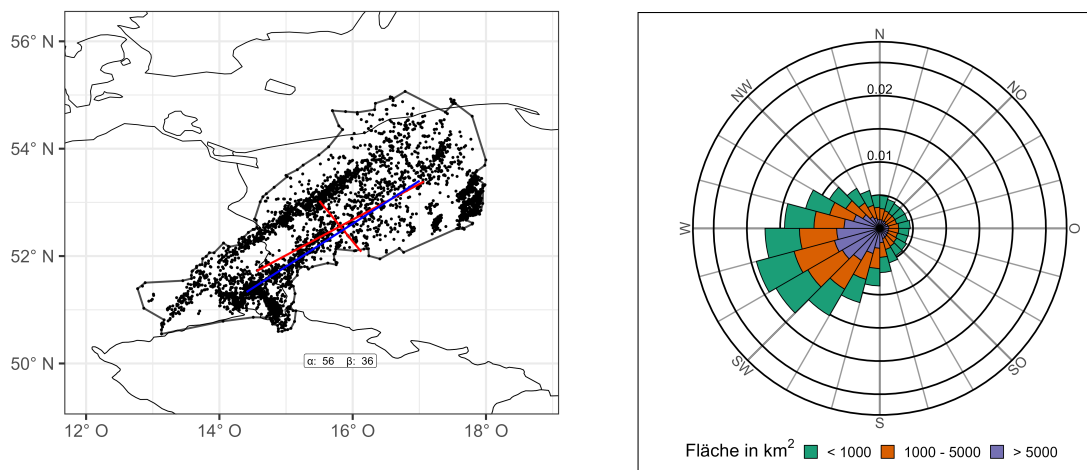 56° N
54° N
52° N
50° N
12° O
14° O
16° O
18° O
α: 56 β: 36
N
NW
NO
0.02
0.01
W
O
SW
SO
S
Fläche in km²
< 1000
1000 - 5000
> 5000